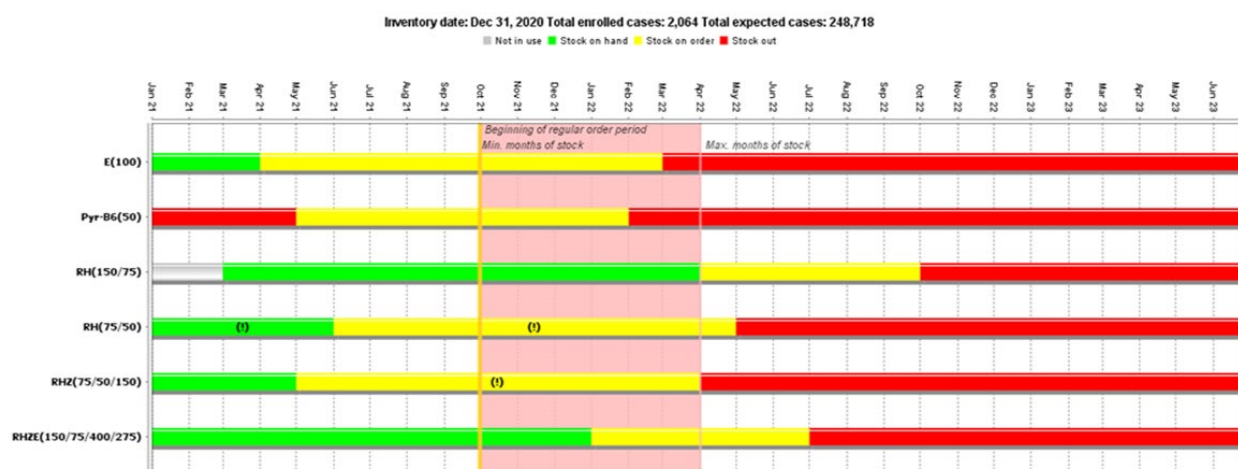 Inventory date: Dec 31, 2020 Total enrolled cases: 2,064 Total expected cases: 248,718
Not in use Stock on hand Stock on order Stock out
Jan 21 Feb 21 Mar 21 Apr 21 May 21 Jun 21 Jul 21 Aug 21 Sep 21 Oct 21 Nov 21 Dec 21 Jan 22 Feb 22 Mar 22 Apr 22 May 22 Jun 22 Jul 22 Aug 22 Sep 22 Oct 22 Nov 22 Dec 22 Jan 23 Feb 23 Mar 23 Apr 23 May 23 Jun 23
Beginning of regular order period
Min. months of stock Max. months of stock
E(100)
Pyr-B6(50)
RH(150/75)
RH(75/50) (!) (!)
RHZ(75/50/150) (!)
RHZE(150/75/400/275)